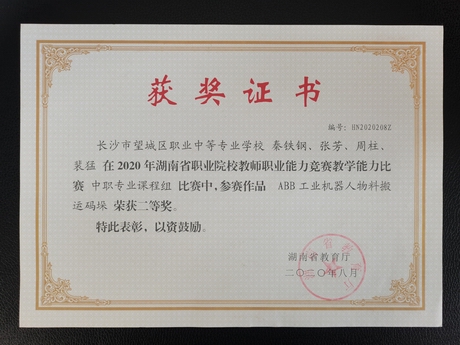 获奖证书
编号：HN2020208Z
长沙市望城区职业中等专业学校 秦铁钢、张芳、周柱、
裴猛 在2020年湖南省职业院校教师职业能力竞赛教学能力比
赛 中职专业课程组 比赛中，参赛作品 ABB工业机器人物料搬
运码垛 荣获二等奖。
特此表彰，以资鼓励。
湖南省教育厅
二〇二〇年八月